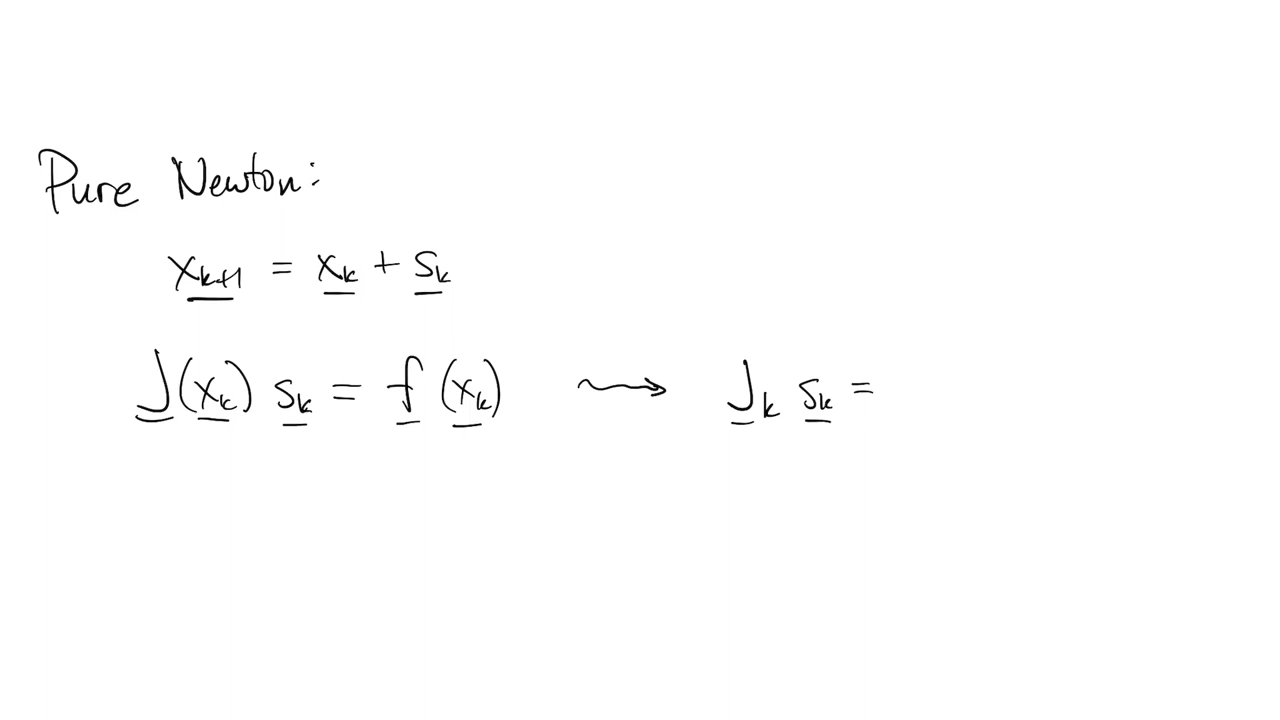 Pure Newton:
x_{k+1} = x_k + s_k
J(x_k) s_k = f(x_k) ⟿ J_k s_k =